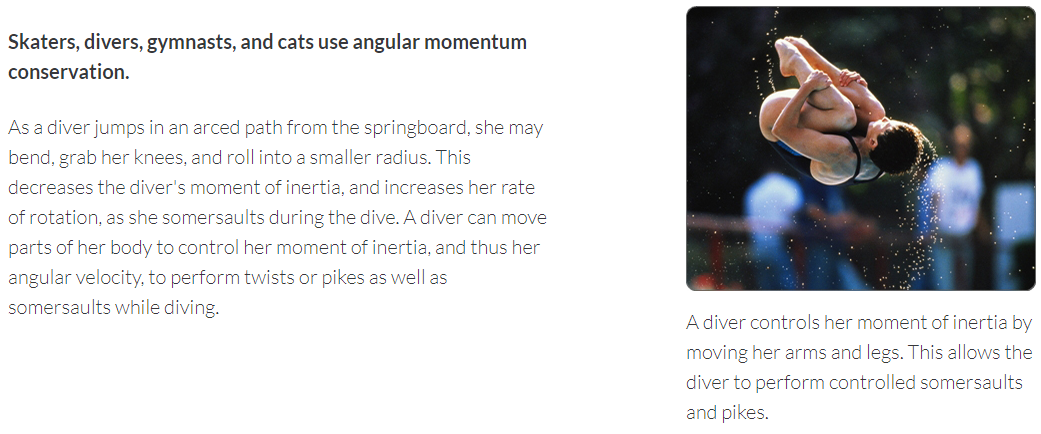 Skaters, divers, gymnasts, and cats use angular momentum
conservation.
As a diver jumps in an arced path from the springboard, she may
bend, grab her knees, and roll into a smaller radius. This
decreases the diver's moment of inertia, and increases her rate
of rotation, as she somersaults during the dive. A diver can move
parts of her body to control her moment of inertia, and thus her
angular velocity, to perform twists or pikes as well as
somersaults while diving.
A diver controls her moment of inertia by
moving her arms and legs. This allows the
diver to perform controlled somersaults
and pikes.